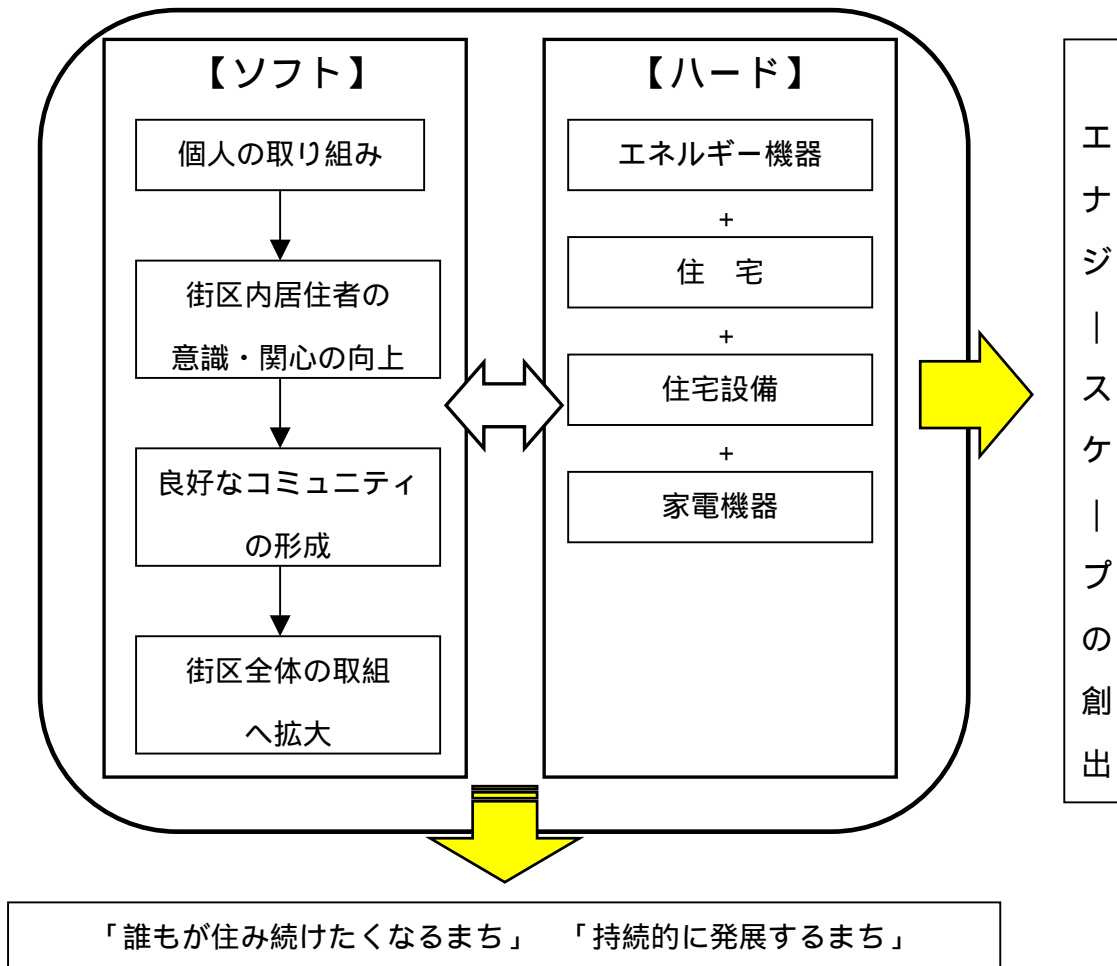 【ソフト】
個人の取り組み
街区内居住者の
意識・関心の向上
良好なコミュニティ
の形成
街区全体の取組
へ拡大
【ハード】
エネルギー機器
+
住　宅
+
住宅設備
+
家電機器
エナジースケープの創出
「誰もが住み続けたくなるまち」　「持続的に発展するまち」